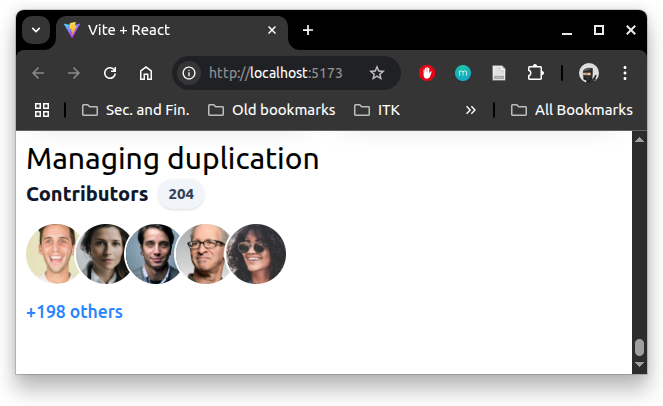 Vite + React
http://localhost:5173
Sec. and Fin.
Old bookmarks
ITK
All Bookmarks
Managing duplication
Contributors 204
+198 others